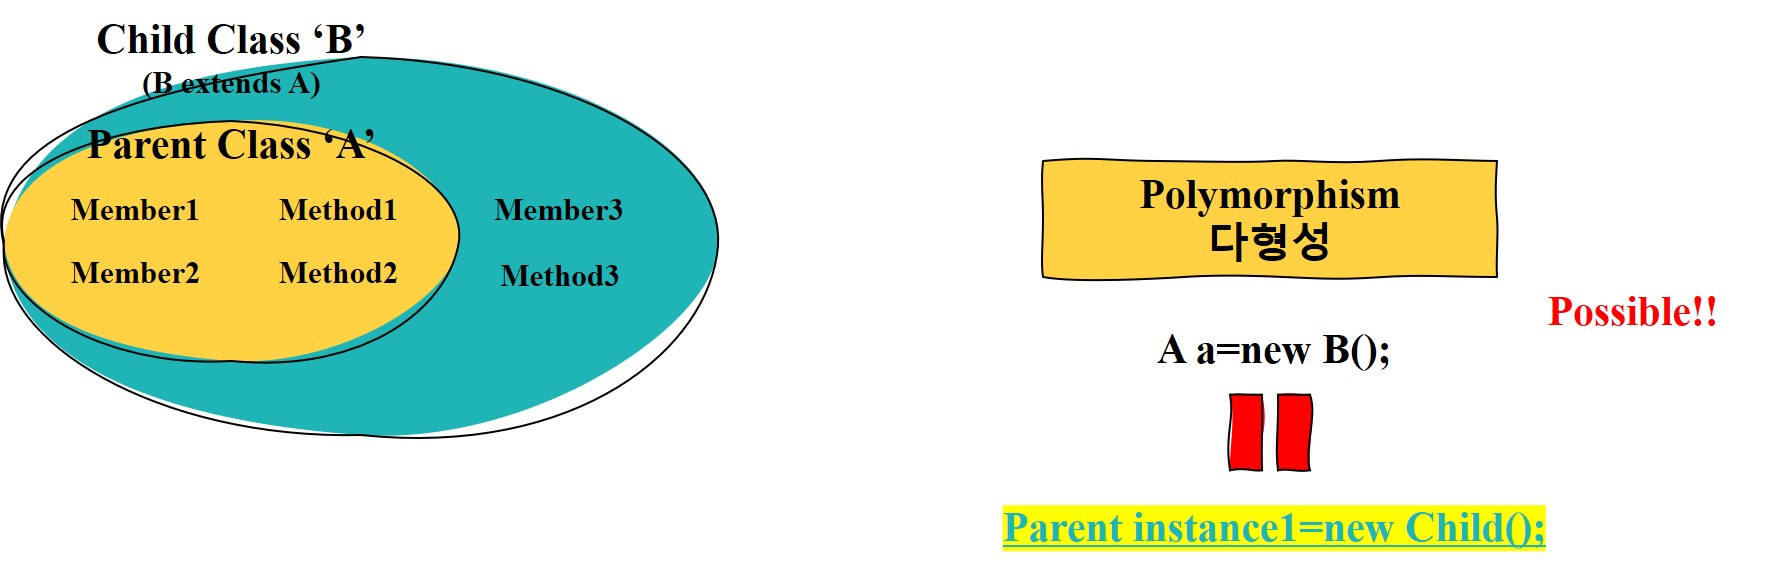 Child Class ‘B’
(B extends A)
Parent Class ‘A’
Member1 Method1 Member3
Member2 Method2 Method3
Polymorphism
다형성
Possible!!
A a=new B();
Parent instance1=new Child();